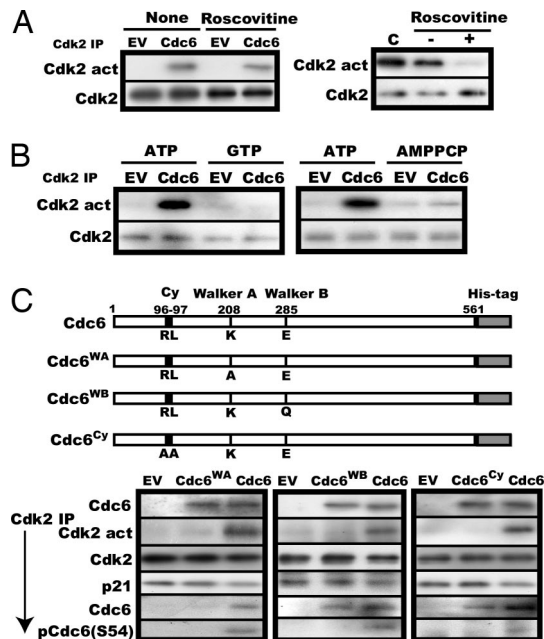 A
None Roscovitine
Cdk2 IP EV Cdc6 EV Cdc6
Cdk2 act
Cdk2
Roscovitine
C - +
Cdk2 act
Cdk2
B
ATP GTP ATP AMPPCP
Cdk2 IP EV Cdc6 EV Cdc6 EV Cdc6 EV Cdc6
Cdk2 act
Cdk2
C
Cy Walker A Walker B His-tag
1 96-97 208 285 561
Cdc6
RL K E
Cdc6WA
RL A E
Cdc6WB
RL K Q
Cdc6Cy
AA K E
EV Cdc6WA Cdc6 EV Cdc6WB Cdc6 EV Cdc6Cy Cdc6
Cdc6
Cdk2 IP
Cdk2 act
Cdk2
p21
Cdc6
pCdc6(S54)